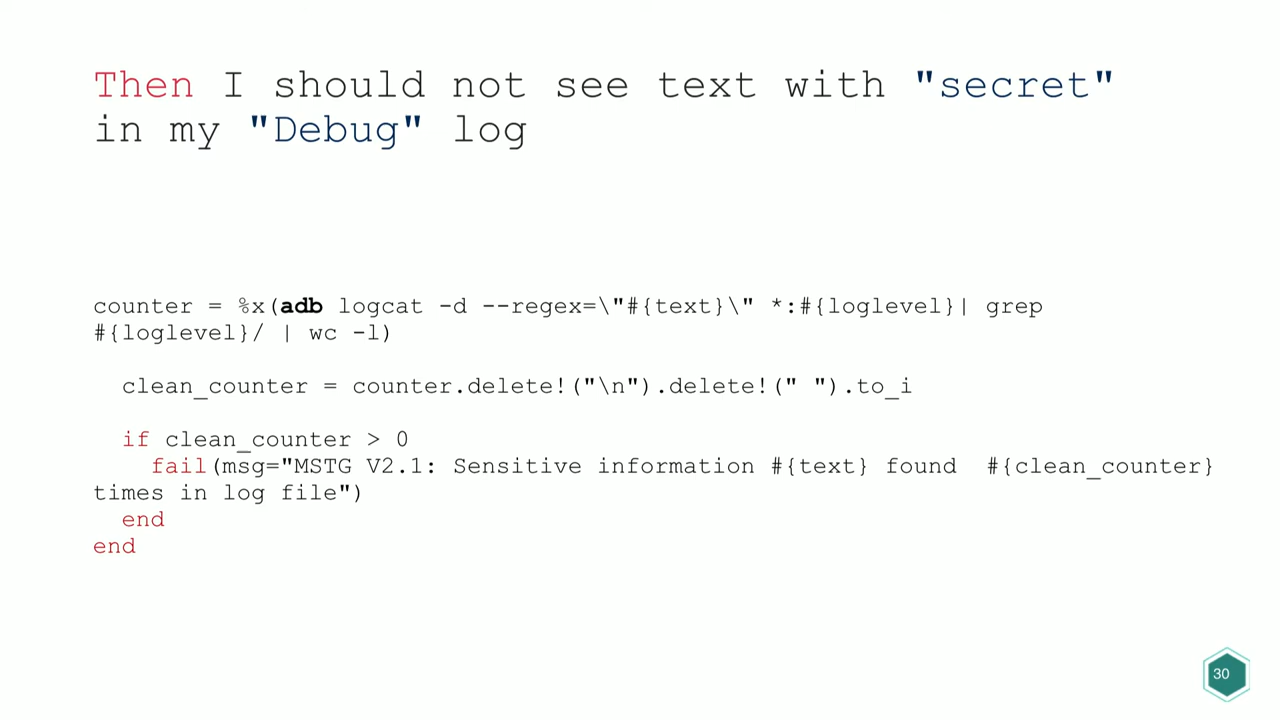 Then I should not see text with "secret"
in my "Debug" log
counter = %x(adb logcat -d --regex=\"#{text}\" *:#{loglevel}| grep
#{loglevel}/ | wc -l)
clean_counter = counter.delete!("\n").delete!(" ").to_i
if clean_counter > 0
fail(msg="MSTG V2.1: Sensitive information #{text} found  #{clean_counter}
times in log file")
end
end
30